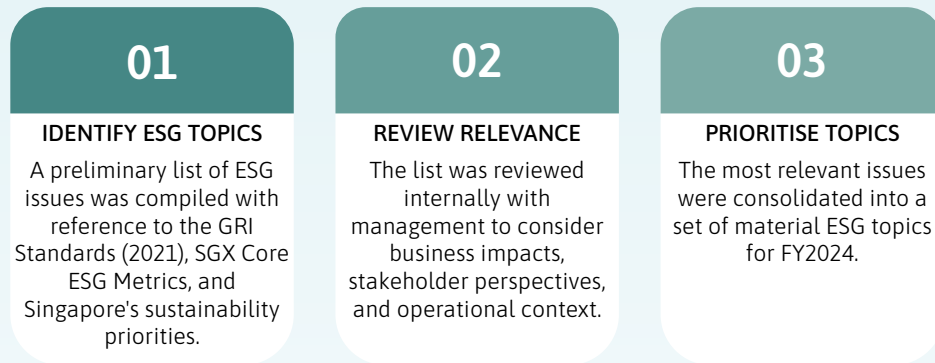 01
IDENTIFY ESG TOPICS
A preliminary list of ESG
issues was compiled with
reference to the GRI
Standards (2021), SGX Core
ESG Metrics, and
Singapore's sustainability
priorities.
02
REVIEW RELEVANCE
The list was reviewed
internally with
management to consider
business impacts,
stakeholder perspectives,
and operational context.
03
PRIORITISE TOPICS
The most relevant issues
were consolidated into a
set of material ESG topics
for FY2024.